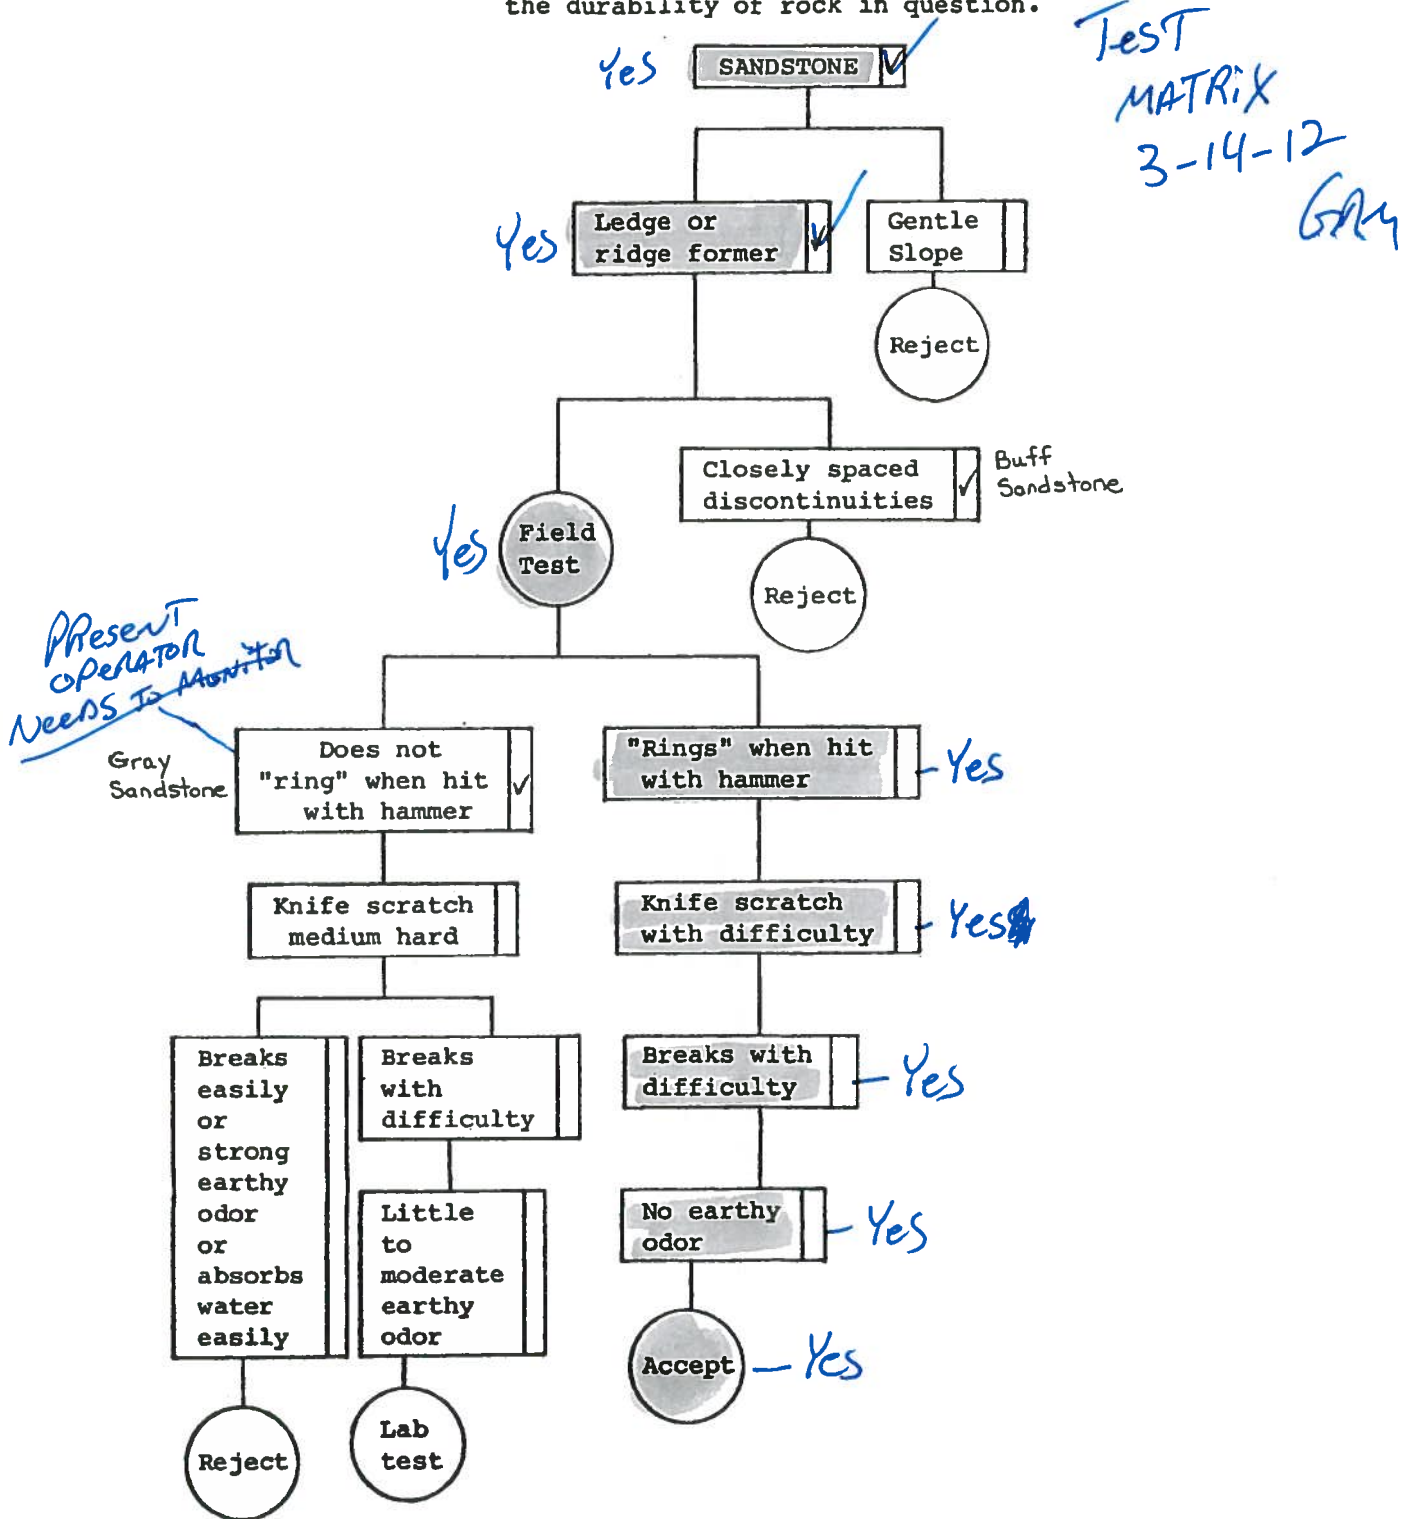 the durability of rock in question.
Yes
SANDSTONE
TesT
MATRiX
3-14-12
Yes
Ledge or
ridge former
Gentle
Slope
Reject
Closely spaced
discontinuities
Buff
Sandstone
Yes
Field
Test
Reject
PResenT
OPeRATOR
NeeDS To MONiToR
Gray
Sandstone
Does not
"ring" when hit
with hammer
"Rings" when hit
with hammer
Yes
Knife scratch
medium hard
Knife scratch
with difficulty
Yes
Breaks
easily
or
strong
earthy
odor
or
absorbs
water
easily
Breaks
with
difficulty
Breaks with
difficulty
Yes
Little
to
moderate
earthy
odor
No earthy
odor
Yes
Reject
Lab
test
Accept
Yes